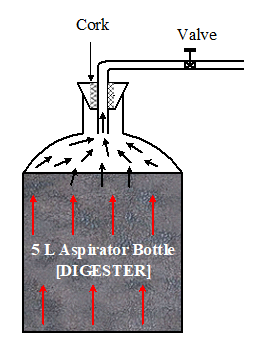 Cork
Valve
5 L Aspirator Bottle
[DIGESTER]